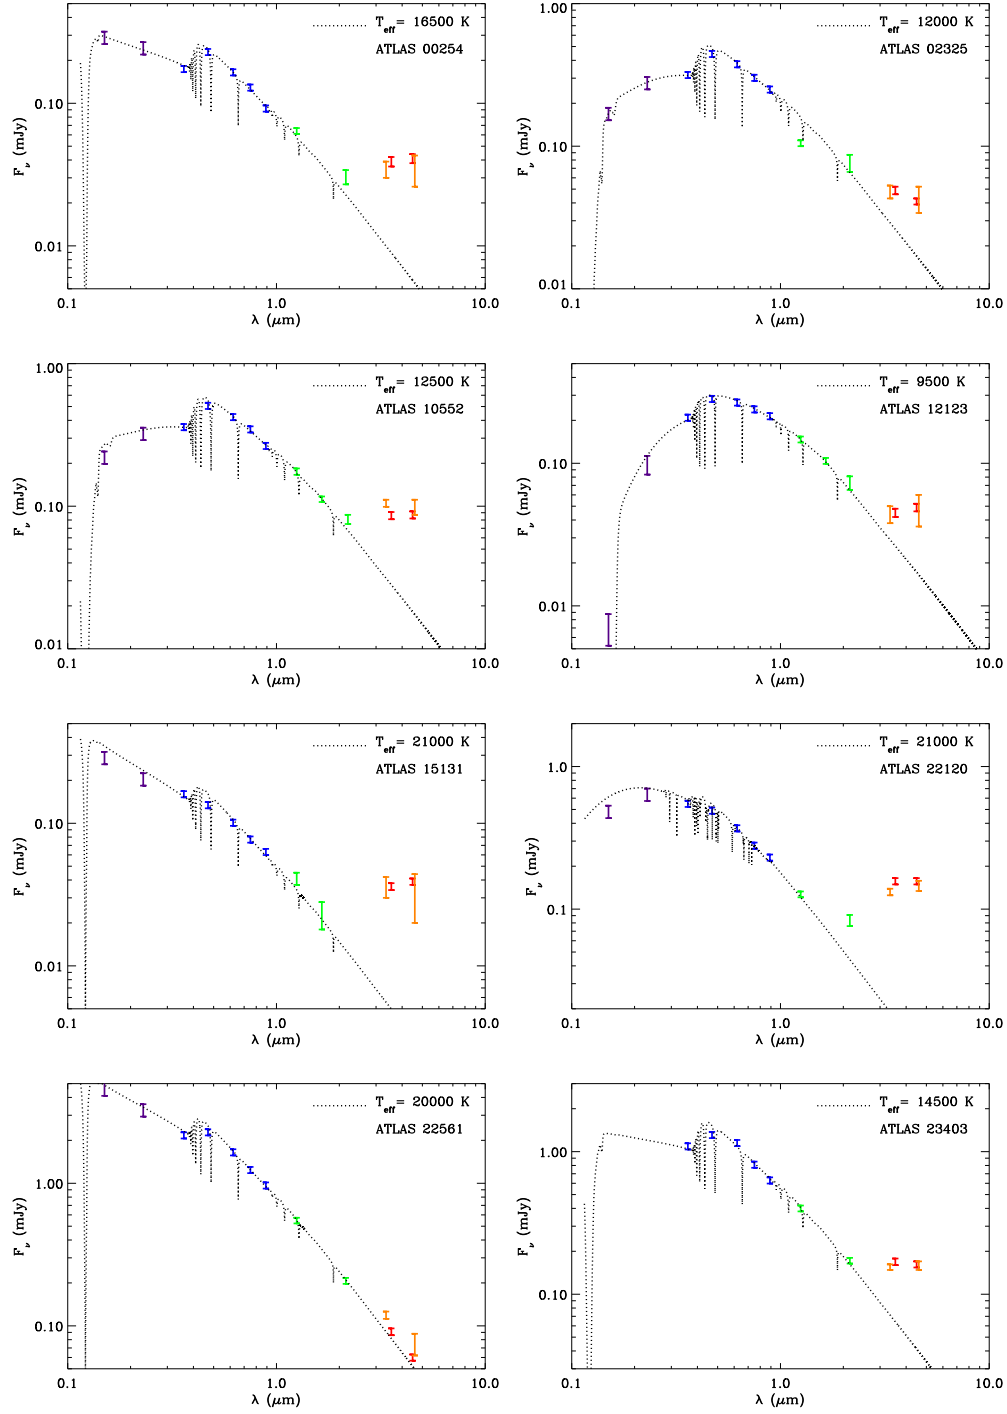 T_eff= 16500 K
ATLAS 00254
1.00
0.10
0.01
F_ν (mJy)
0.1
1.0
10.0
λ (μm)
T_eff= 12000 K
ATLAS 02325
0.10
0.01
F_ν (mJy)
0.1
1.0
10.0
λ (μm)
1.00
T_eff= 12500 K
ATLAS 10552
0.10
0.01
F_ν (mJy)
0.1
1.0
10.0
λ (μm)
T_eff= 9500 K
ATLAS 12123
0.10
0.01
F_ν (mJy)
0.1
1.0
10.0
λ (μm)
T_eff= 21000 K
ATLAS 15131
0.10
0.01
F_ν (mJy)
0.1
1.0
10.0
λ (μm)
T_eff= 21000 K
ATLAS 22120
1.0
0.1
F_ν (mJy)
0.1
1.0
10.0
λ (μm)
T_eff= 20000 K
ATLAS 22561
1.00
0.10
F_ν (mJy)
0.1
1.0
10.0
λ (μm)
T_eff= 14500 K
ATLAS 23403
1.00
0.10
F_ν (mJy)
0.1
1.0
10.0
λ (μm)